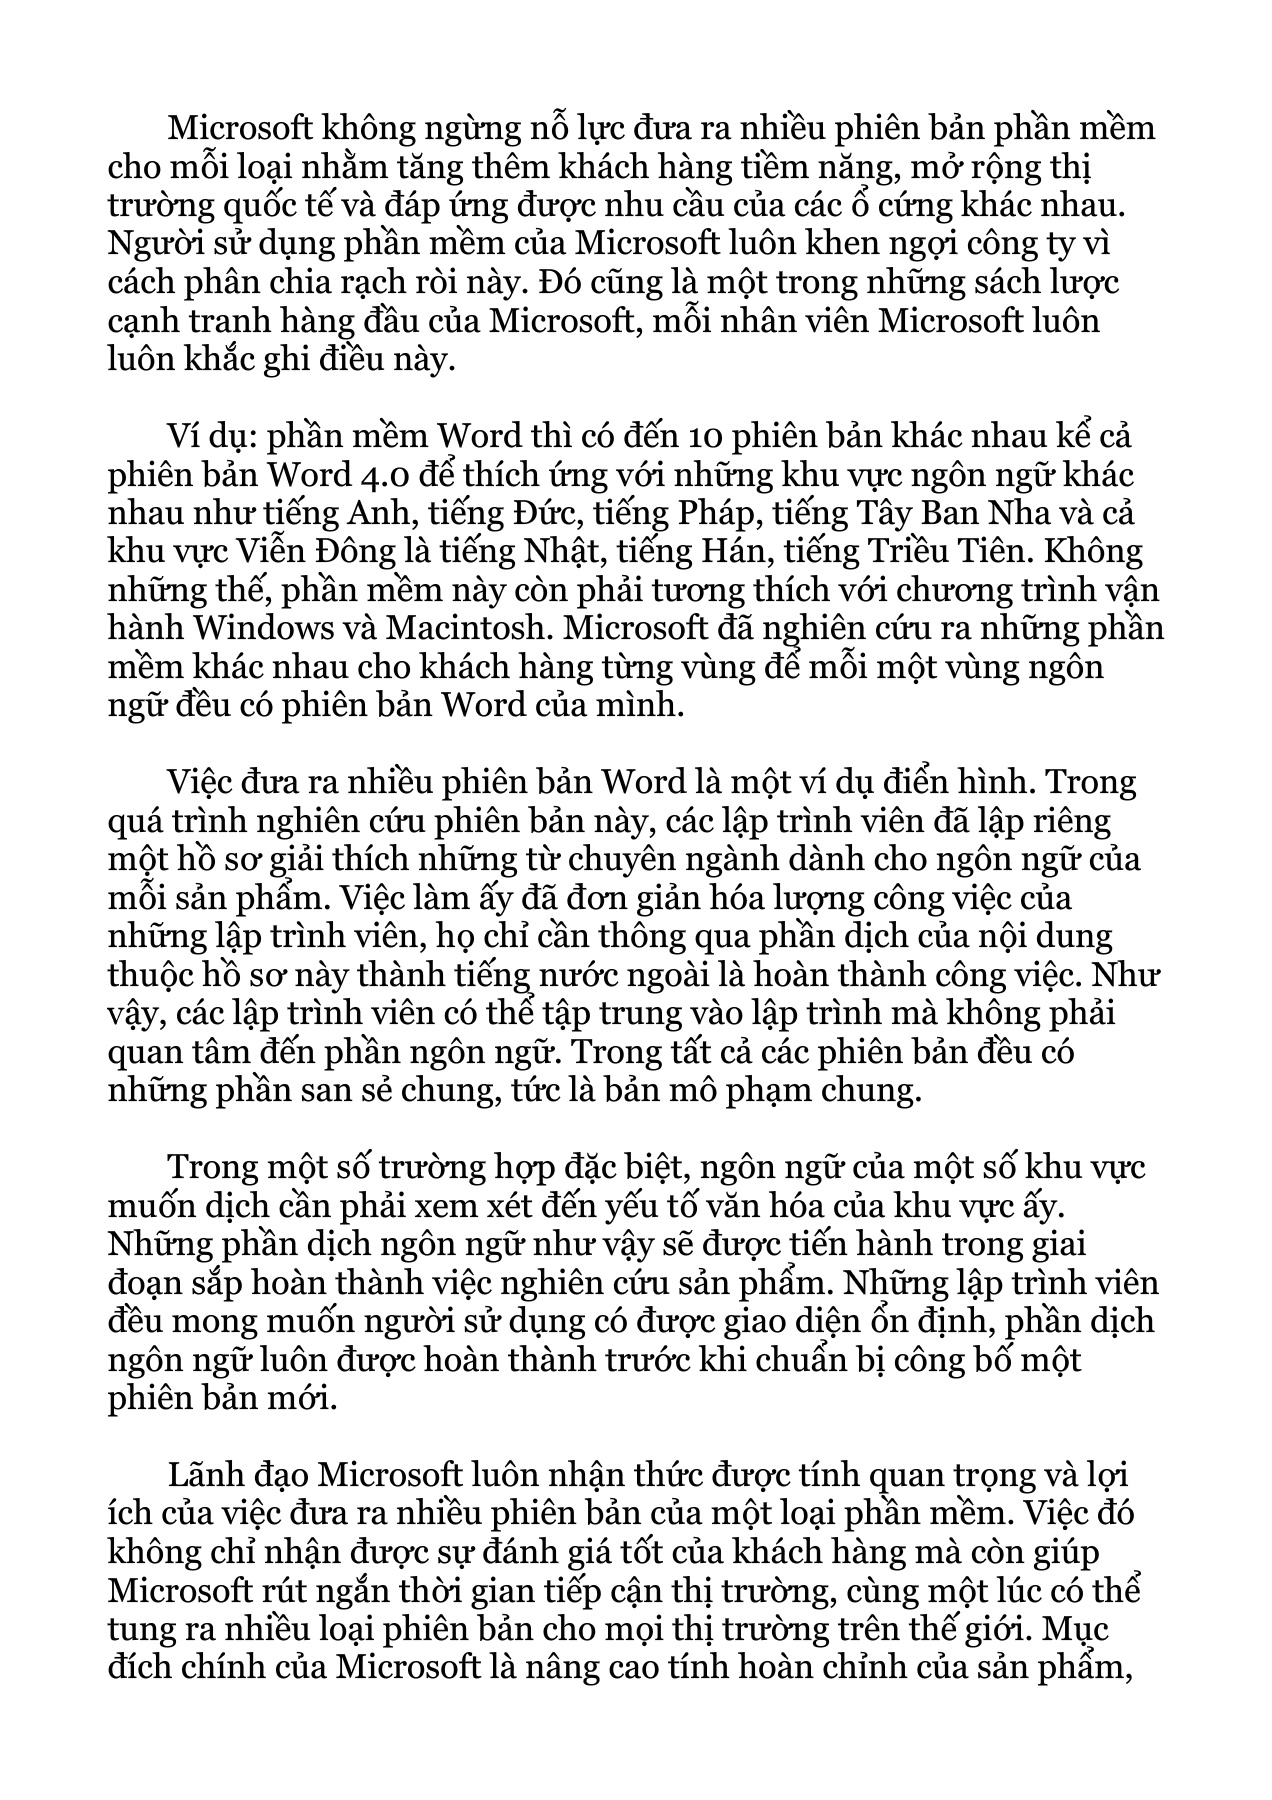 Microsoft không ngừng nỗ lực đưa ra nhiều phiên bản phần mềm
cho mỗi loại nhằm tăng thêm khách hàng tiềm năng, mở rộng thị
trường quốc tế và đáp ứng được nhu cầu của các ổ cứng khác nhau.
Người sử dụng phần mềm của Microsoft luôn khen ngợi công ty vì
cách phân chia rạch ròi này. Đó cũng là một trong những sách lược
cạnh tranh hàng đầu của Microsoft, mỗi nhân viên Microsoft luôn
luôn khắc ghi điều này.
Ví dụ: phần mềm Word thì có đến 10 phiên bản khác nhau kể cả
phiên bản Word 4.0 để thích ứng với những khu vực ngôn ngữ khác
nhau như tiếng Anh, tiếng Đức, tiếng Pháp, tiếng Tây Ban Nha và cả
khu vực Viễn Đông là tiếng Nhật, tiếng Hán, tiếng Triều Tiên. Không
những thế, phần mềm này còn phải tương thích với chương trình vận
hành Windows và Macintosh. Microsoft đã nghiên cứu ra những phần
mềm khác nhau cho khách hàng từng vùng để mỗi một vùng ngôn
ngữ đều có phiên bản Word của mình.
Việc đưa ra nhiều phiên bản Word là một ví dụ điển hình. Trong
quá trình nghiên cứu phiên bản này, các lập trình viên đã lập riêng
một hồ sơ giải thích những từ chuyên ngành dành cho ngôn ngữ của
mỗi sản phẩm. Việc làm ấy đã đơn giản hóa lượng công việc của
những lập trình viên, họ chỉ cần thông qua phần dịch của nội dung
thuộc hồ sơ này thành tiếng nước ngoài là hoàn thành công việc. Như
vậy, các lập trình viên có thể tập trung vào lập trình mà không phải
quan tâm đến phần ngôn ngữ. Trong tất cả các phiên bản đều có
những phần san sẻ chung, tức là bản mô phạm chung.
Trong một số trường hợp đặc biệt, ngôn ngữ của một số khu vực
muốn dịch cần phải xem xét đến yếu tố văn hóa của khu vực ấy.
Những phần dịch ngôn ngữ như vậy sẽ được tiến hành trong giai
đoạn sắp hoàn thành việc nghiên cứu sản phẩm. Những lập trình viên
đều mong muốn người sử dụng có được giao diện ổn định, phần dịch
ngôn ngữ luôn được hoàn thành trước khi chuẩn bị công bố một
phiên bản mới.
Lãnh đạo Microsoft luôn nhận thức được tính quan trọng và lợi
ích của việc đưa ra nhiều phiên bản của một loại phần mềm. Việc đó
không chỉ nhận được sự đánh giá tốt của khách hàng mà còn giúp
Microsoft rút ngắn thời gian tiếp cận thị trường, cùng một lúc có thể
tung ra nhiều loại phiên bản cho mọi thị trường trên thế giới. Mục
đích chính của Microsoft là nâng cao tính hoàn chỉnh của sản phẩm,